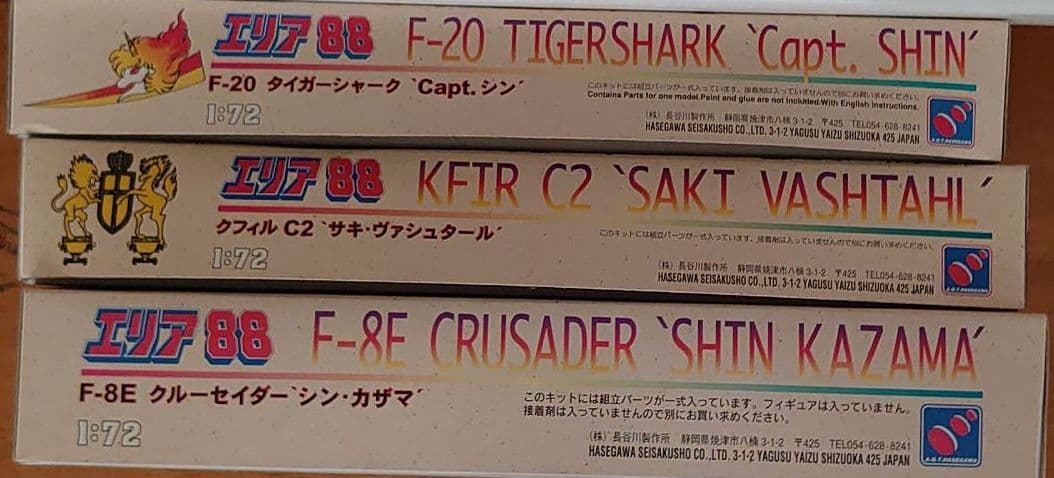 エリア88 F-20 TIGERSHARK `Capt. SHIN´
F-20 タイガーシャーク `Capt.シン´
1:72
このキットには組立パーツが一式入っています。接着剤は入っていませんので別にお買い求めください。
Contains Parts for one model.Paint and glue are not included.With English instructions.
(株)長谷川製作所 静岡県焼津市八楠3-1-2 〒425 TEL054-628-8241
HASEGAWA SEISAKUSHO CO.,LTD. 3-1-2 YAGUSU YAIZU SHIZUOKA 425 JAPAN
エリア88 KFIR C2 `SAKI VASHTAHL´
クフィル C2 `サキ・ヴァシュタール´
1:72
このキットには組立パーツが一式入っています。接着剤は入っていませんので別にお買い求めください。
(株)長谷川製作所 静岡県焼津市八楠3-1-2 〒425 TEL054-628-8241
HASEGAWA SEISAKUSHO CO.,LTD. 3-1-2 YAGUSU YAIZU SHIZUOKA 425 JAPAN
エリア88 F-8E CRUSADER `SHIN KAZAMA´
F-8E クルーセイダー`シン・カザマ´
1:72
このキットには組立パーツが一式入っています。フィギュアは入っていません。
接着剤は入っていませんので別にお買い求めください。
(株)長谷川製作所 静岡県焼津市八楠3-1-2 〒425 TEL054-628-8241
HASEGAWA SEISAKUSHO CO.,LTD. 3-1-2 YAGUSU YAIZU SHIZUOKA 425 JAPAN